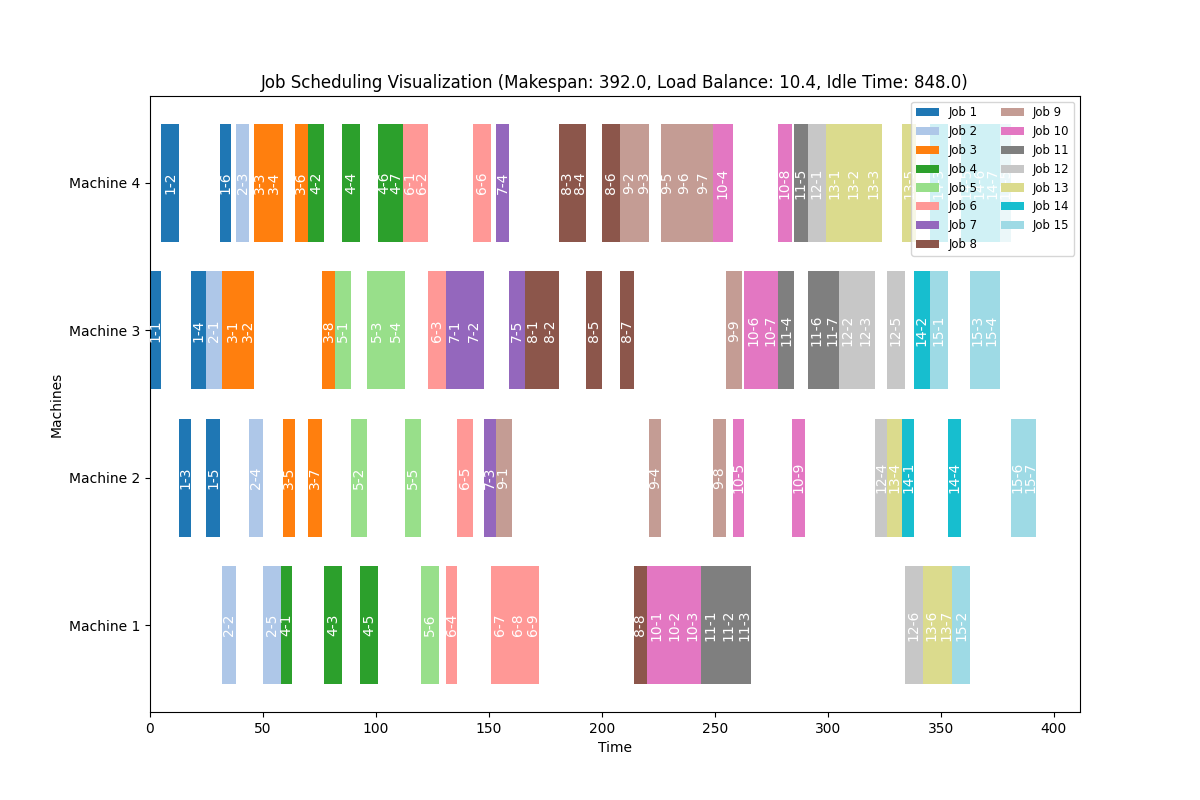 Job Scheduling Visualization (Makespan: 392.0, Load Balance: 10.4, Idle Time: 848.0)
Machines
Machine 4
1-2 1-6 2-3 3-3 3-4 3-6 4-2 4-4 4-6 4-7 6-1 6-2 6-6 7-4 8-3 8-4 8-6 9-2 9-3 9-5 9-6 9-7 10-4 10-8 11-5 12-1 13-1 13-2 13-3 13-5
Job 1 Job 9
Job 2 Job 10
Job 3 Job 11
Job 4 Job 12
Job 5 Job 13
Job 6 Job 14
Job 7 Job 15
Job 8
Machine 3
1-1 1-4 2-1 3-1 3-2 3-8 5-1 5-3 5-4 6-3 7-1 7-2 7-5 8-1 8-2 8-5 8-7 9-9 10-6 10-7 11-4 11-6 11-7 12-2 12-3 12-5 14-2 15-1 15-3 15-4
Machine 2
1-3 1-5 2-4 3-5 3-7 5-2 5-5 6-5 7-3 9-1 9-4 9-8 10-5 10-9 12-4 13-4 14-1 14-4 15-6 15-7
Machine 1
2-2 2-5 4-1 4-3 4-5 5-6 6-4 6-7 6-8 6-9 8-8 10-1 10-2 10-3 11-1 11-2 11-3 12-6 13-6 13-7 15-2
0 50 100 150 200 250 300 350 400
Time